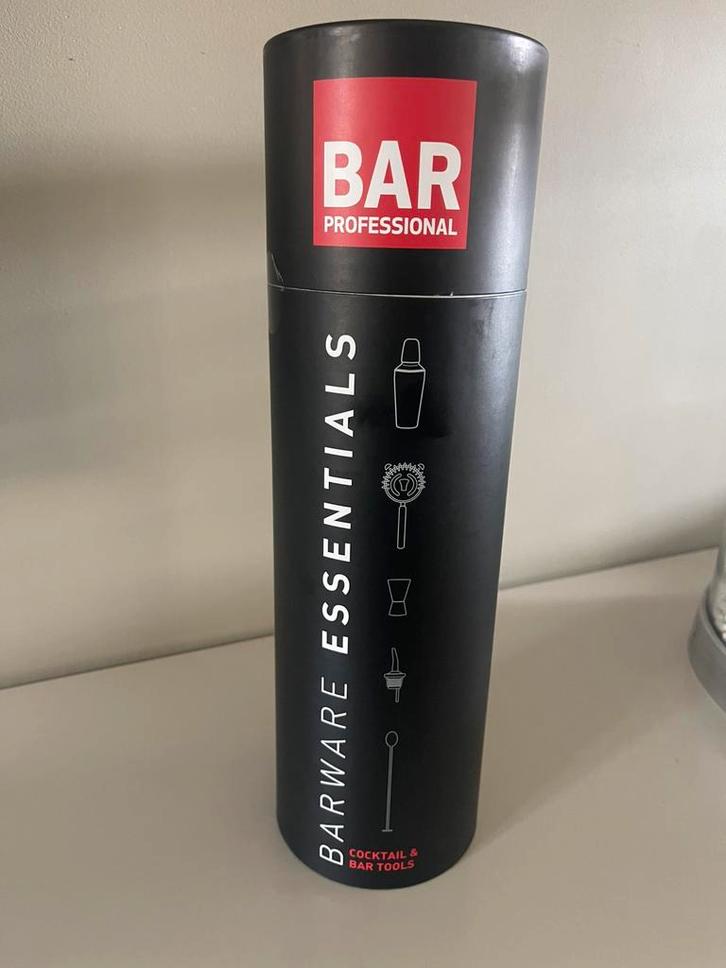 BAR
PROFESSIONAL
BARWARE ESSENTIALS
COCKTAIL &
BAR TOOLS